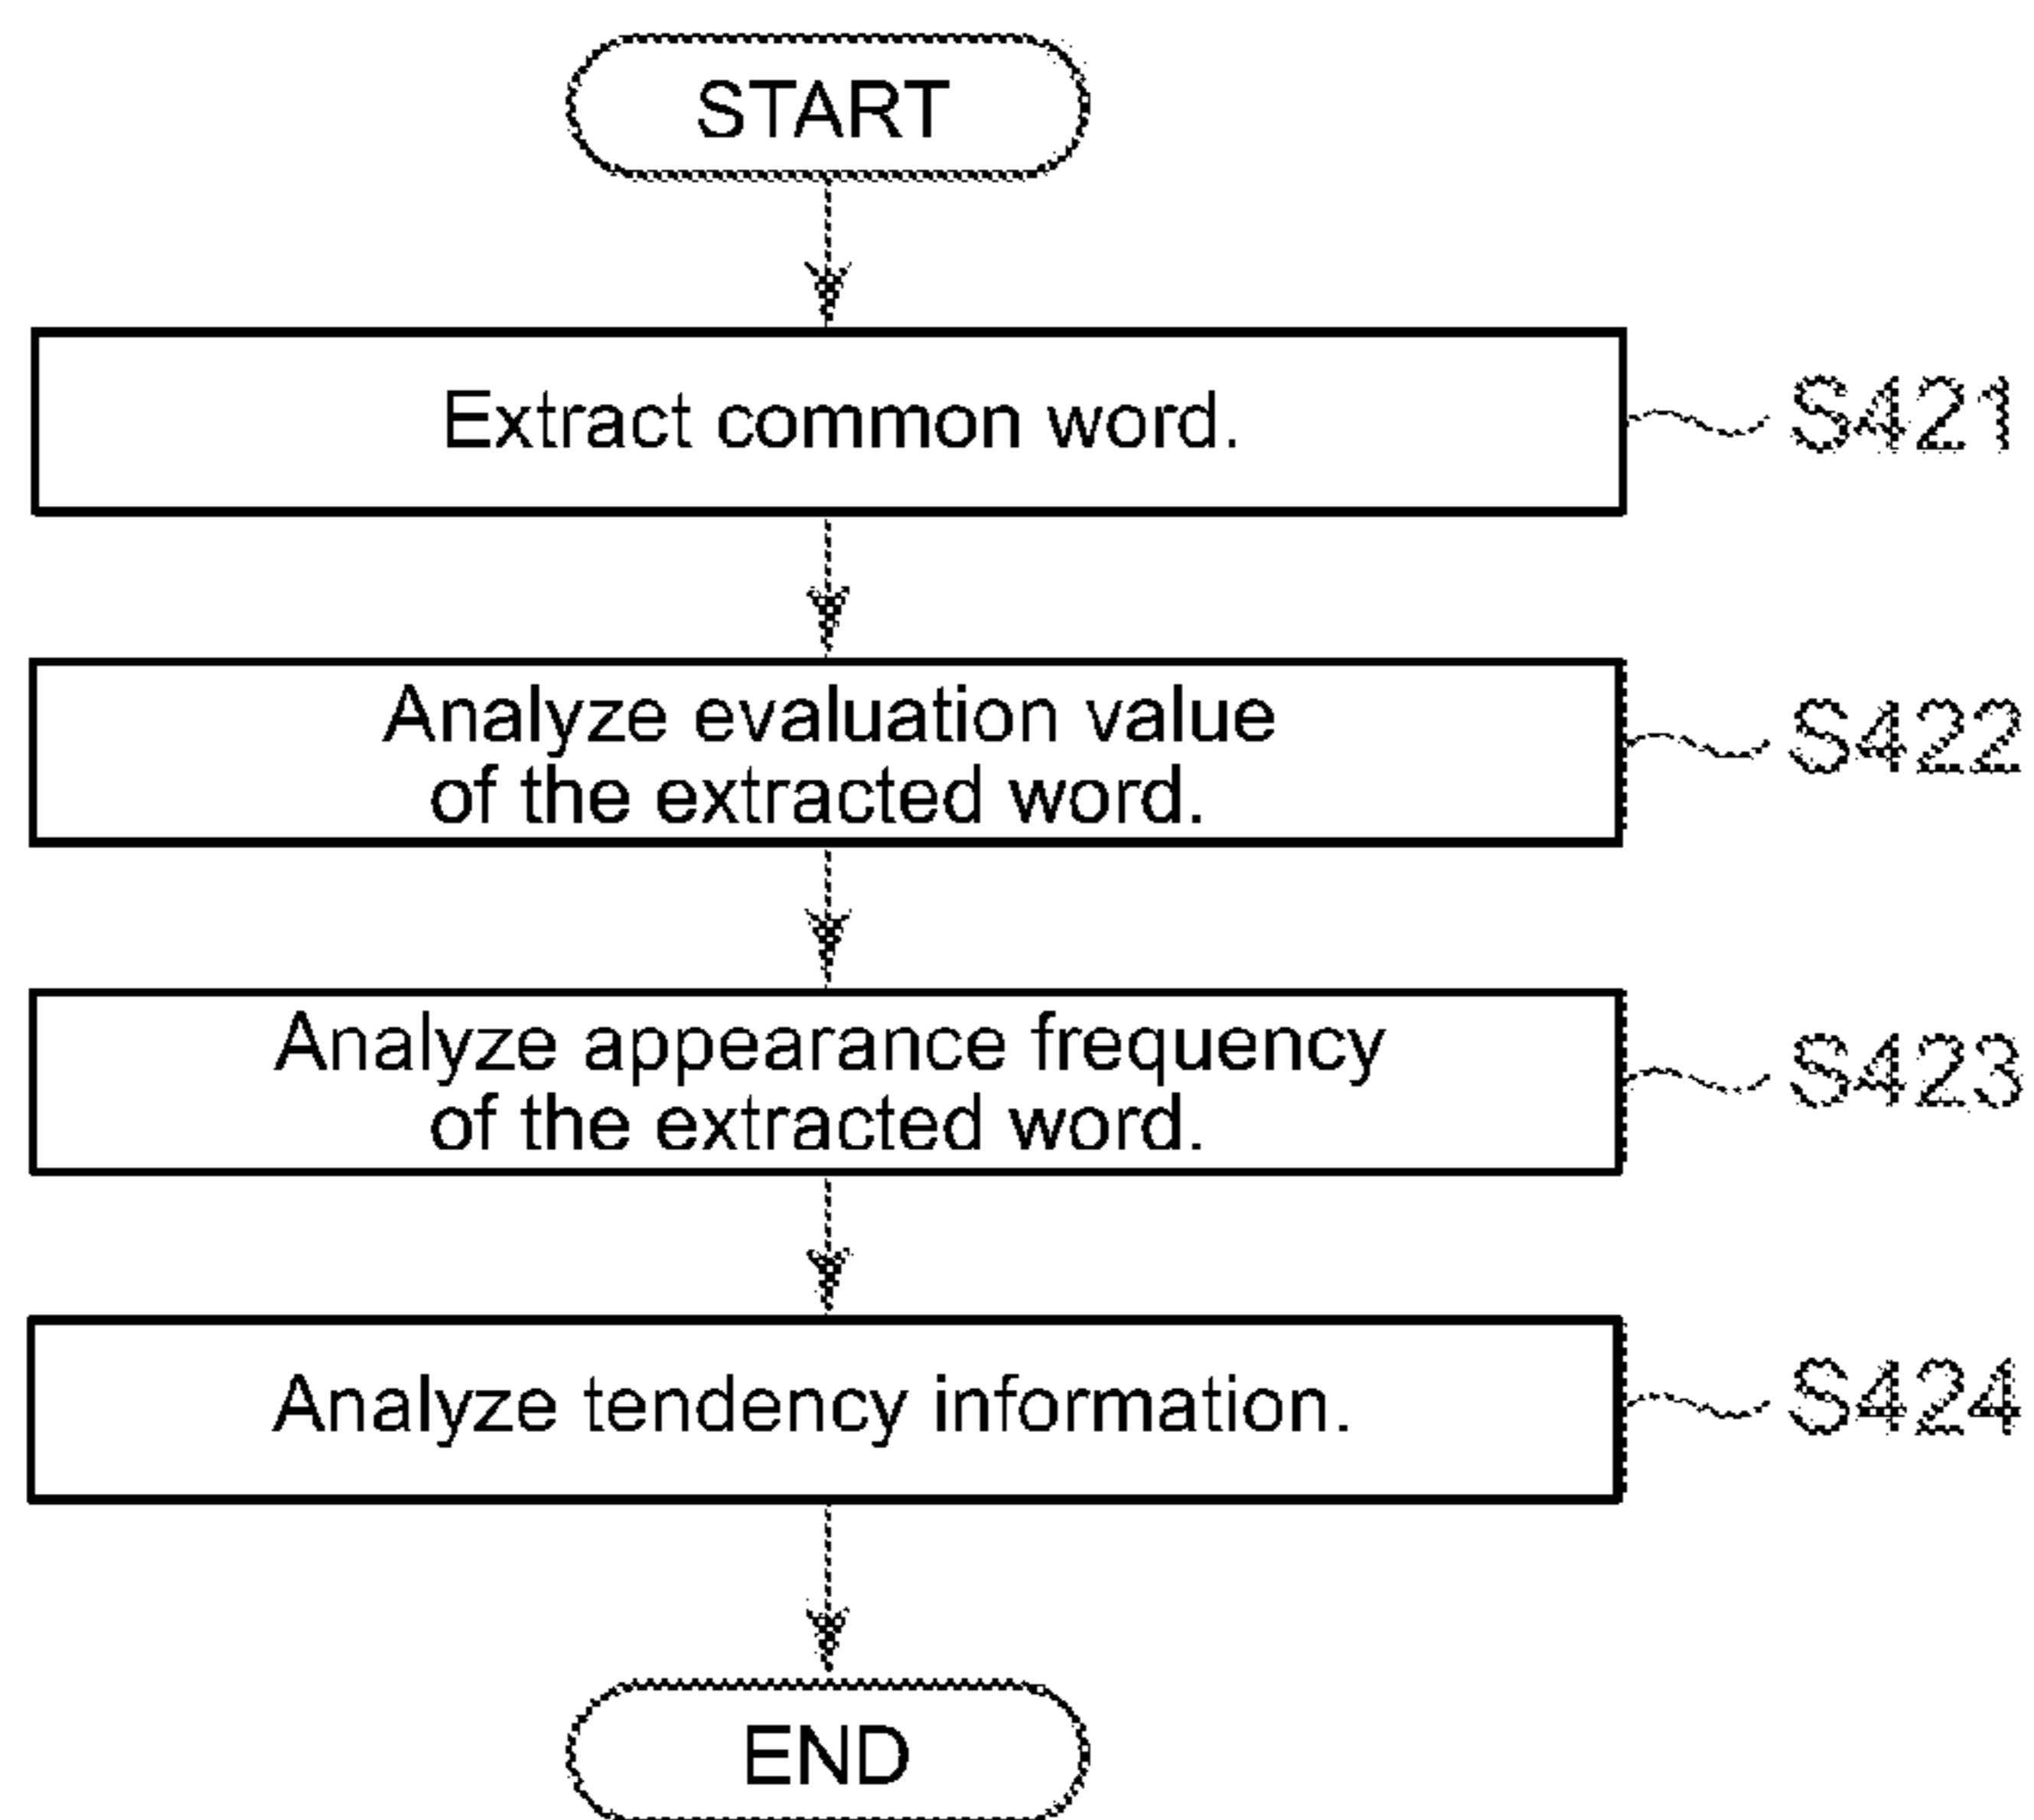 START
Extract common word.
S421
Analyze evaluation value
of the extracted word.
S422
Analyze appearance frequency
of the extracted word.
S423
Analyze tendency information.
S424
END